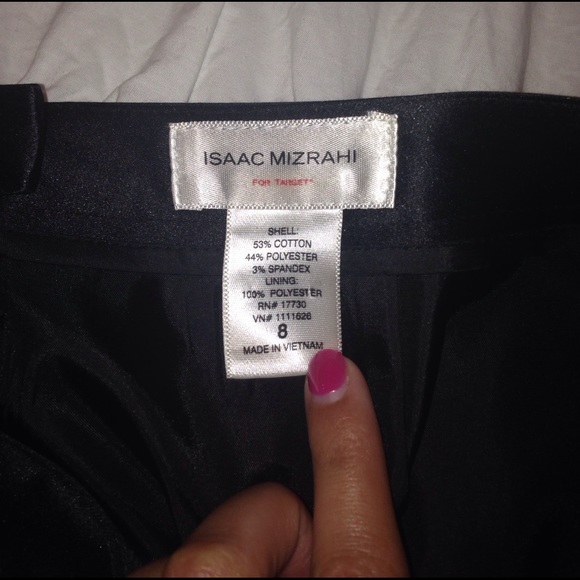 ISAAC MIZRAHI
FOR TARGET™
SHELL:
53% COTTON
44% POLYESTER
3% SPANDEX
LINING:
100% POLYESTER
RN# 17730
VN# 1111626
8
MADE IN VIETNAM